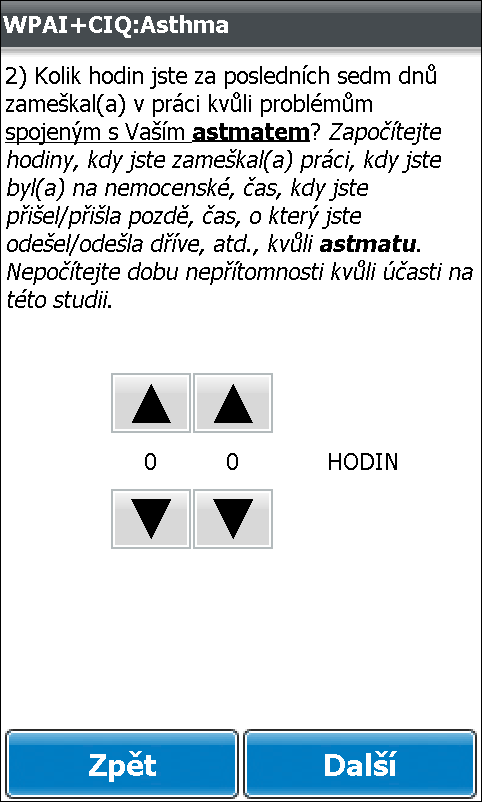 WPAI+CIQ:Asthma
2) Kolik hodin jste za posledních sedm dnů
zameškal(a) v práci kvůli problémům
spojeným s Vaším astmatem? Započítejte
hodiny, kdy jste zameškal(a) práci, kdy jste
byl(a) na nemocenské, čas, kdy jste
přišel/přišla pozdě, čas, o který jste
odešel/odešla dříve, atd., kvůli astmatu.
Nepočítejte dobu nepřítomnosti kvůli účasti na
této studii.
0 0 HODIN
Zpět Další